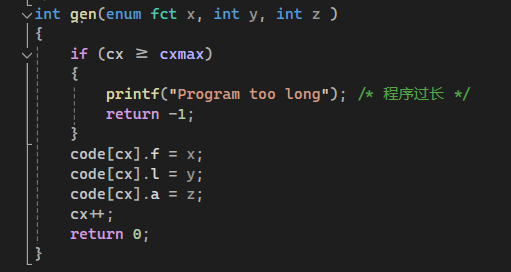 int gen(enum fct x, int y, int z )
{
    if (cx ≥ cxmax)
    {
        printf("Program too long"); /* 程序过长 */
        return -1;
    }
    code[cx].f = x;
    code[cx].l = y;
    code[cx].a = z;
    cx++;
    return 0;
}